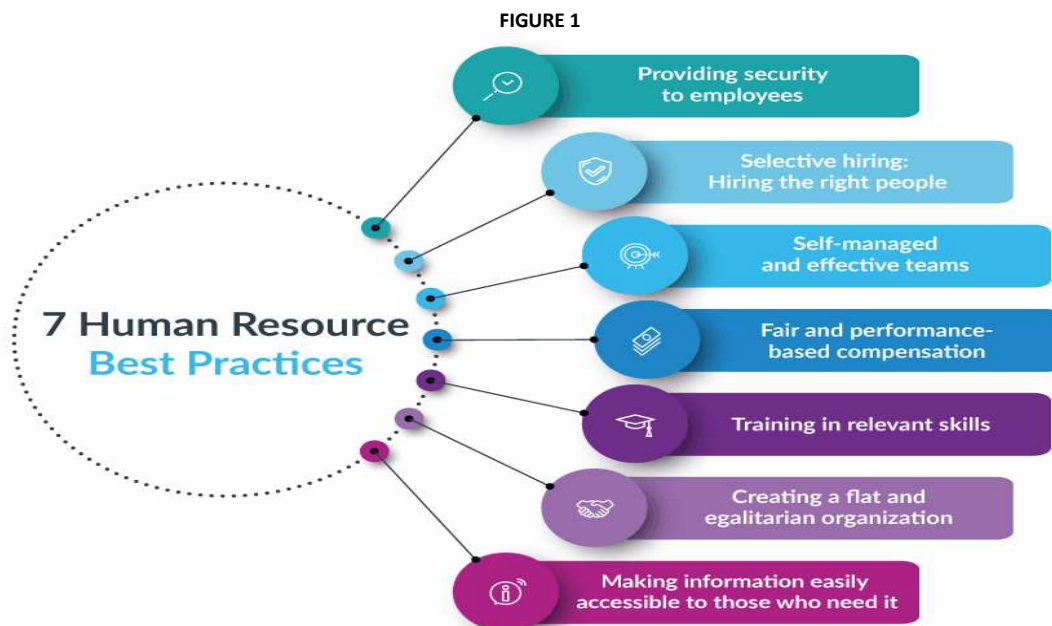 FIGURE 1
Providing security
to employees
Selective hiring:
Hiring the right people
Self-managed
and effective teams
7 Human Resource
Best Practices
Fair and performance-
based compensation
Training in relevant skills
Creating a flat and
egalitarian organization
Making information easily
accessible to those who need it